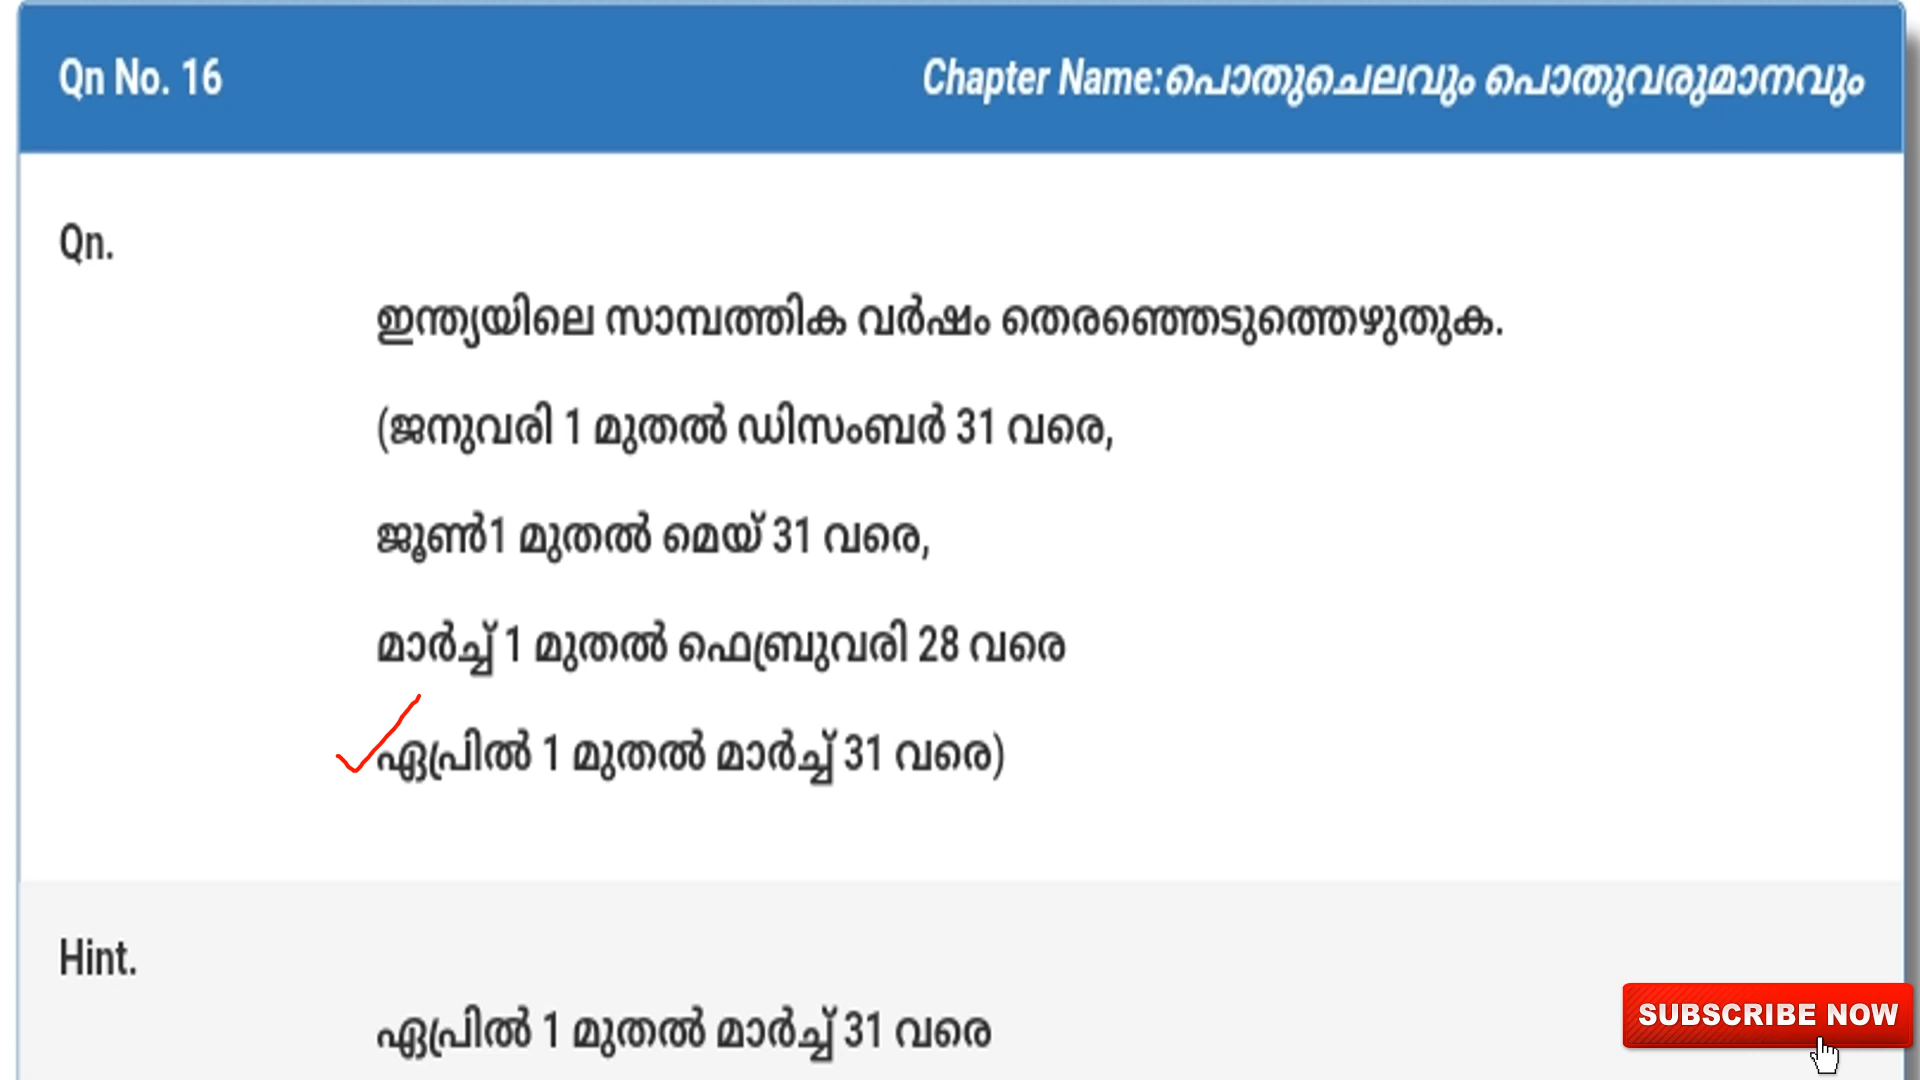 Qn No. 16
Chapter Name:പൊതുചെലവും പൊതുവരുമാനവും
Qn.
ഇന്ത്യയിലെ സാമ്പത്തിക വർഷം തെരഞ്ഞെടുത്തെഴുതുക.
(ജനുവരി 1 മുതൽ ഡിസംബർ 31 വരെ,
ജൂൺ1 മുതൽ മെയ് 31 വരെ,
മാർച്ച് 1 മുതൽ ഫെബ്രുവരി 28 വരെ
ഏപ്രിൽ 1 മുതൽ മാർച്ച് 31 വരെ)
Hint.
ഏപ്രിൽ 1 മുതൽ മാർച്ച് 31 വരെ
SUBSCRIBE NOW